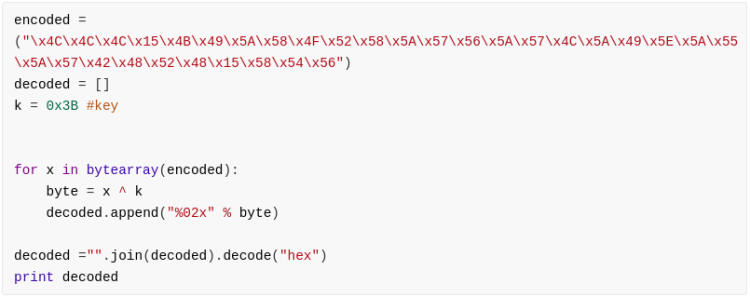 encoded =
("\x4C\x4C\x4C\x15\x4B\x49\x5A\x58\x4F\x52\x58\x5A\x57\x56\x5A\x57\x4C\x5A\x49\x5E\x5A\x55
\x5A\x57\x42\x48\x52\x48\x15\x58\x54\x56")
decoded = []
k = 0x3B #key
for x in bytearray(encoded):
    byte = x ^ k
    decoded.append("%02x" % byte)
decoded ="".join(decoded).decode("hex")
print decoded